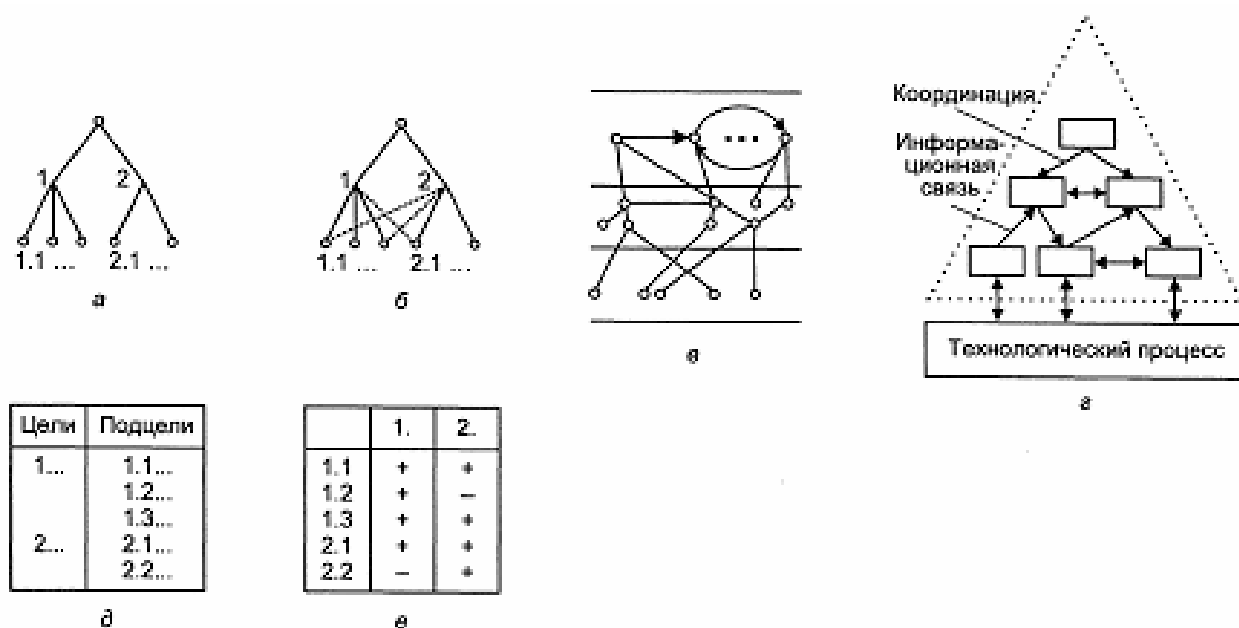 1
2
1.1 ...
2.1 ...
а
1
2
1.1 ...
2.1 ...
б
в
Координация
Информа-
ционная
связь
Технологический процесс
г
Цели Подцели
1... 1.1...
1.2...
1.3...
2... 2.1...
2.2...
д
1. 2.
1.1 + +
1.2 + –
1.3 + +
2.1 + +
2.2 – +
е